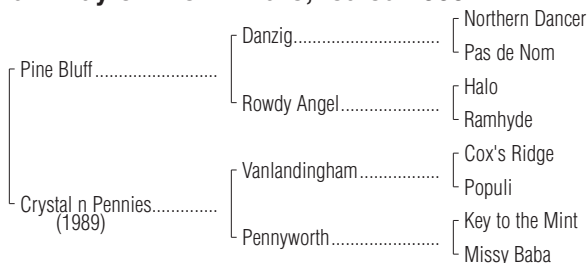 Northern Dancer
Danzig
Pas de Nom
Pine Bluff
Halo
Rowdy Angel
Ramhyde
Cox's Ridge
Vanlandingham
Populi
Crystal n Pennies
(1989)
Key to the Mint
Pennyworth
Missy Baba